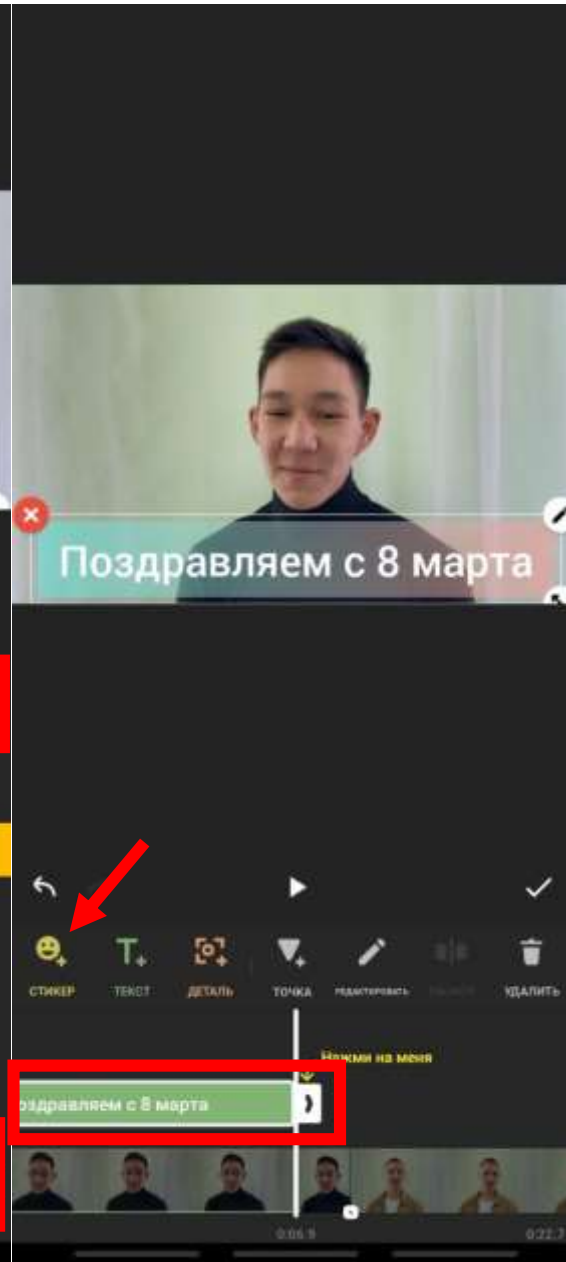 Поздравляем с 8 марта
СТИКЕР ТЕКСТ ДЕТАЛЬ ТОЧКА РЕДАКТИРОВАТЬ УДАЛИТЬ
Нажми на меня
оздравляем с 8 марта
0:06.9 0:22.7